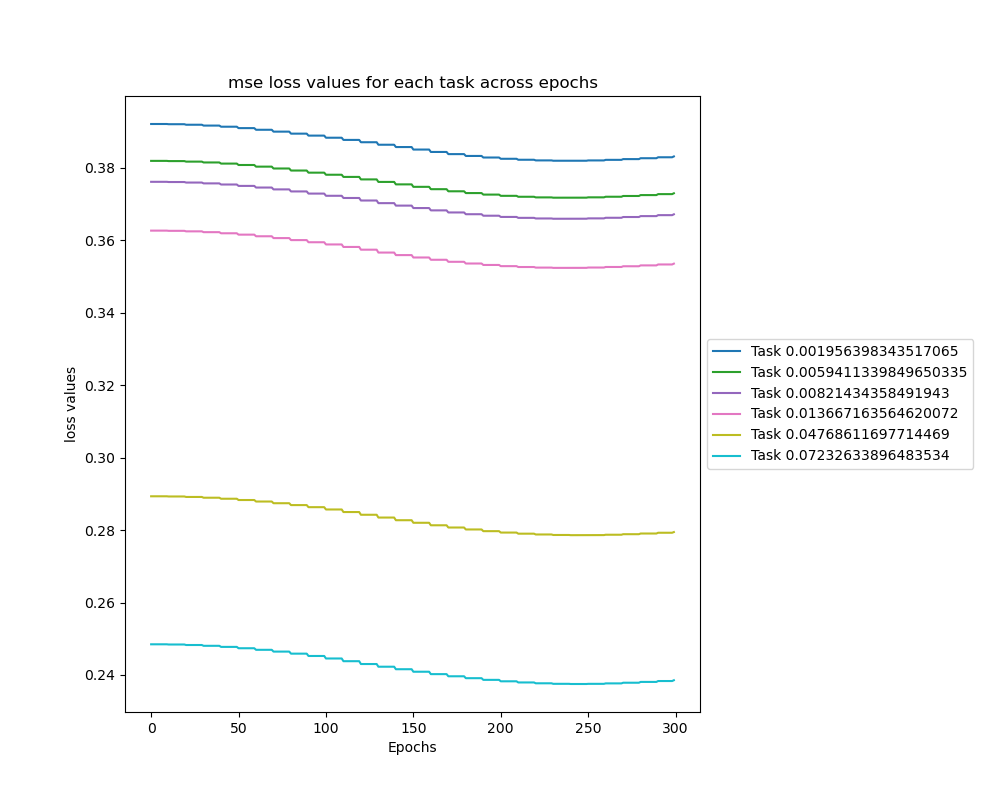 mse loss values for each task across epochs
loss values
0.38
0.36
0.34
0.32
0.30
0.28
0.26
0.24
0 50 100 150 200 250 300
Epochs
Task 0.001956398343517065
Task 0.0059411339849650335
Task 0.00821434358491943
Task 0.013667163564620072
Task 0.04768611697714469
Task 0.07232633896483534